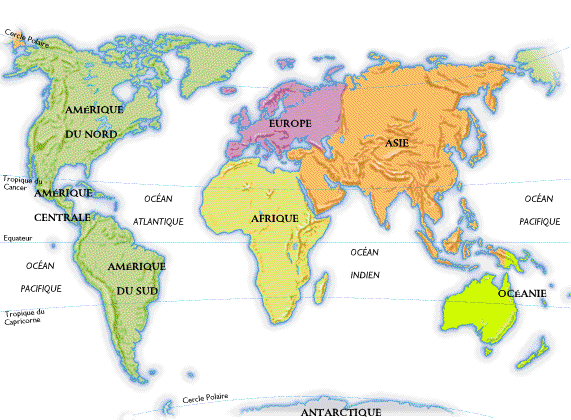 Cercle Polaire
AMÉRIQUE
DU NORD
EUROPE
ASIE
Tropique du
Cancer
AMÉRIQUE
CENTRALE
OCÉAN
ATLANTIQUE
AFRIQUE
OCÉAN
PACIFIQUE
Equateur
OCÉAN
INDIEN
OCÉAN
PACIFIQUE
AMÉRIQUE
DU SUD
OCÉANIE
Tropique du
Capricorne
Cercle Polaire
ANTARCTIQUE